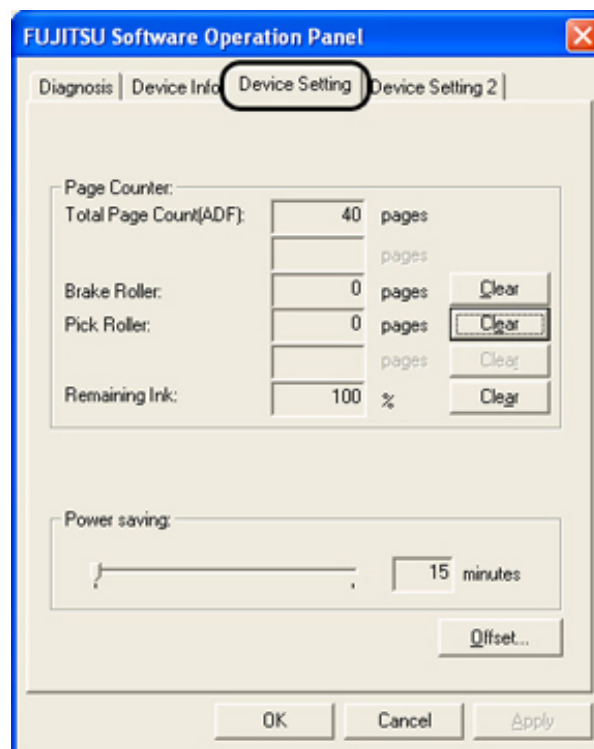 FUJITSU Software Operation Panel
Diagnosis Device Info Device Setting Device Setting 2
Page Counter:
Total Page Count(ADF): 40 pages
pages
Brake Roller: 0 pages Clear
Pick Roller: 0 pages Clear
pages Clear
Remaining Ink: 100 % Clear
Power saving:
15 minutes
Offset...
OK Cancel Apply